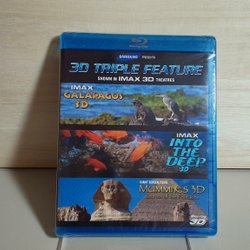 SAMSUNG PRESENTS
3D TRIPLE FEATURE
SHOWN IN IMAX 3D THEATRES
IMAX
GALAPAGOS
3D
IMAX
INTO
THE
DEEP
3D
MUMMIES 3D
3D